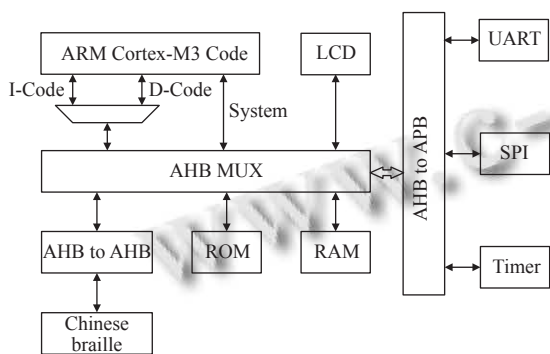 ARM Cortex-M3 Code
LCD
UART
I-Code
D-Code
System
AHB MUX
AHB to APB
SPI
AHB to AHB
ROM
RAM
Timer
Chinese
braille
www.c-